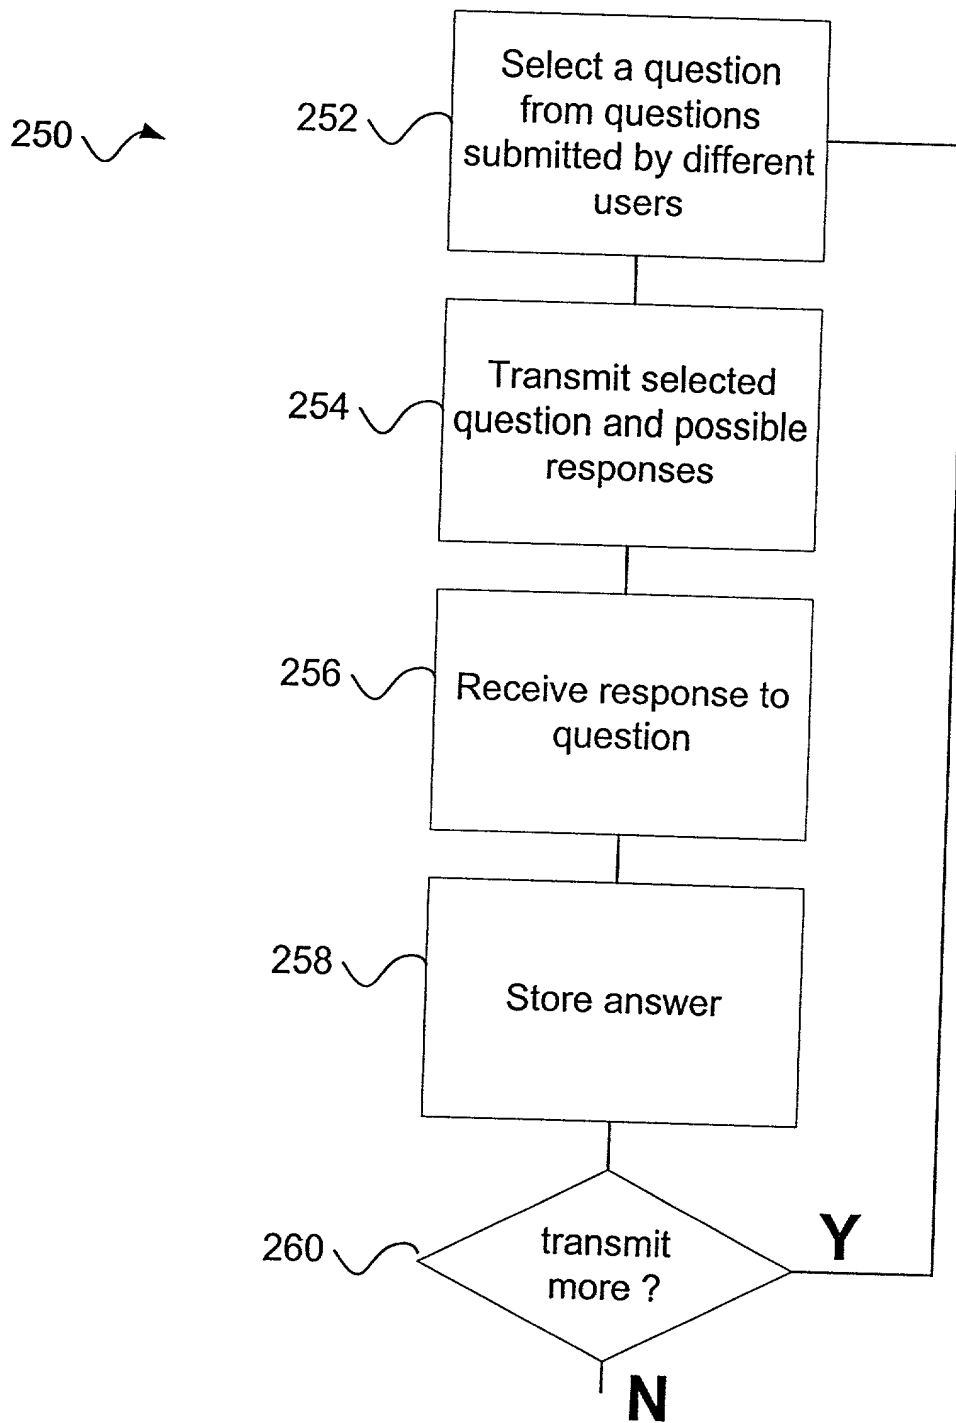 250
252
Select a question
from questions
submitted by different
users
254
Transmit selected
question and possible
responses
256
Receive response to
question
258
Store answer
260
transmit
more ?
Y
N